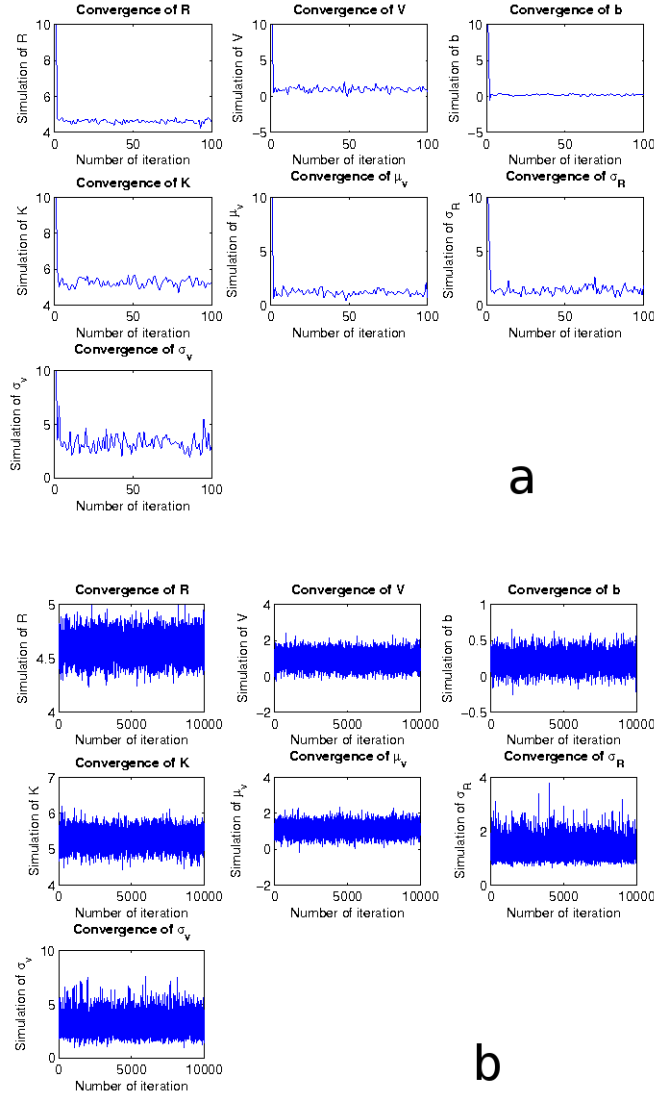 Convergence of R
Simulation of R
10
8
6
4
0
50
100
Number of iteration
Convergence of V
Simulation of V
10
5
0
−5
0
50
100
Number of iteration
Convergence of b
Simulation of b
10
5
0
−5
0
50
100
Number of iteration
Convergence of K
Simulation of K
10
8
6
4
0
50
100
Number of iteration
Convergence of μv
Simulation of μv
10
5
0
0
50
100
Number of iteration
Convergence of σR
Simulation of σR
10
5
0
0
50
100
Number of iteration
Convergence of σv
Simulation of σv
10
5
0
0
50
100
Number of iteration
a
Convergence of R
Simulation of R
5
4.5
4
0
5000
10000
Number of iteration
Convergence of V
Simulation of V
4
2
0
−2
0
5000
10000
Number of iteration
Convergence of b
Simulation of b
1
0.5
0
−0.5
0
5000
10000
Number of iteration
Convergence of K
Simulation of K
7
6
5
4
0
5000
10000
Number of iteration
Convergence of μv
Simulation of μv
4
2
0
−2
0
5000
10000
Number of iteration
Convergence of σR
Simulation of σR
4
2
0
0
5000
10000
Number of iteration
Convergence of σv
Simulation of σv
10
5
0
0
5000
10000
Number of iteration
b